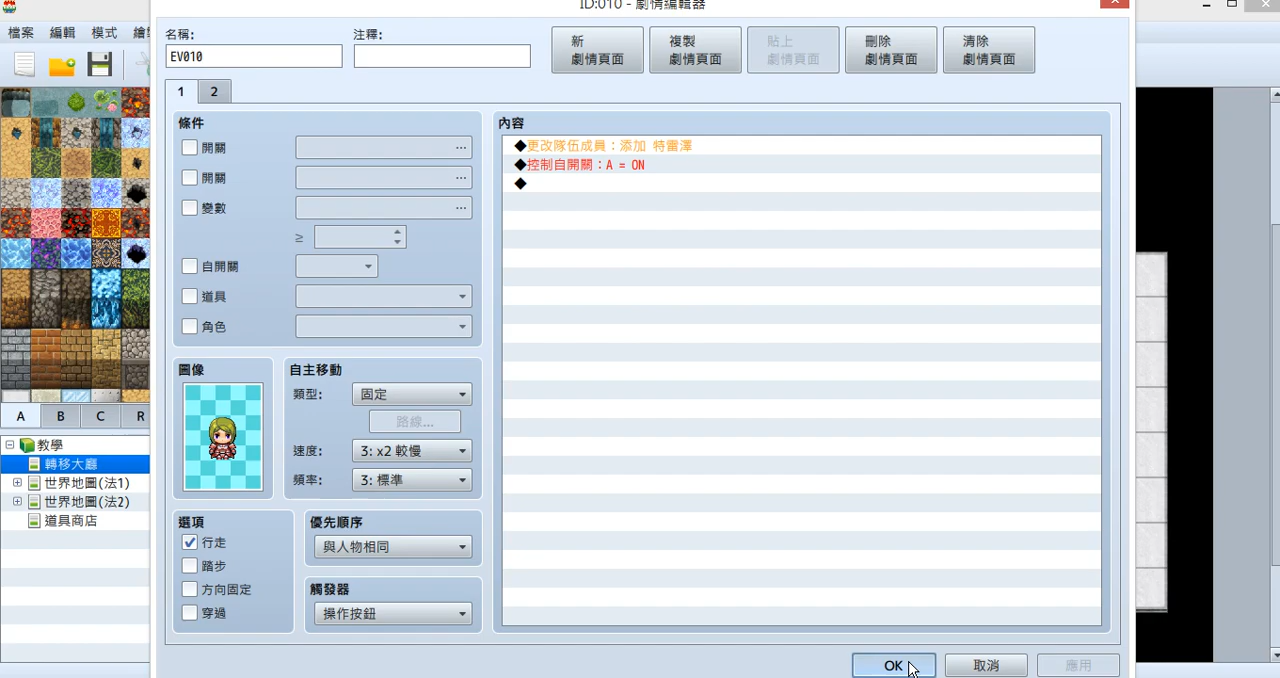 ID:010 - 劇情編輯器
檔案 編輯 模式
名稱:
注釋:
EV010
新
劇情頁面
複製
劇情頁面
貼上
劇情頁面
刪除
劇情頁面
清除
劇情頁面
1 2
條件
開關 ...
開關 ...
變數 ...
≥
自開關
道具
角色
圖像
自主移動
類型: 固定
路線...
速度: 3: x2 較慢
頻率: 3: 標準
選項
行走
踏步
方向固定
穿過
優先順序
與人物相同
觸發器
操作按鈕
內容
◆更改隊伍成員：添加 特雷澤
◆控制自開關：A = ON
◆
A B C R
教學
轉移大廳
世界地圖(法1)
世界地圖(法2)
道具商店
OK 取消 應用